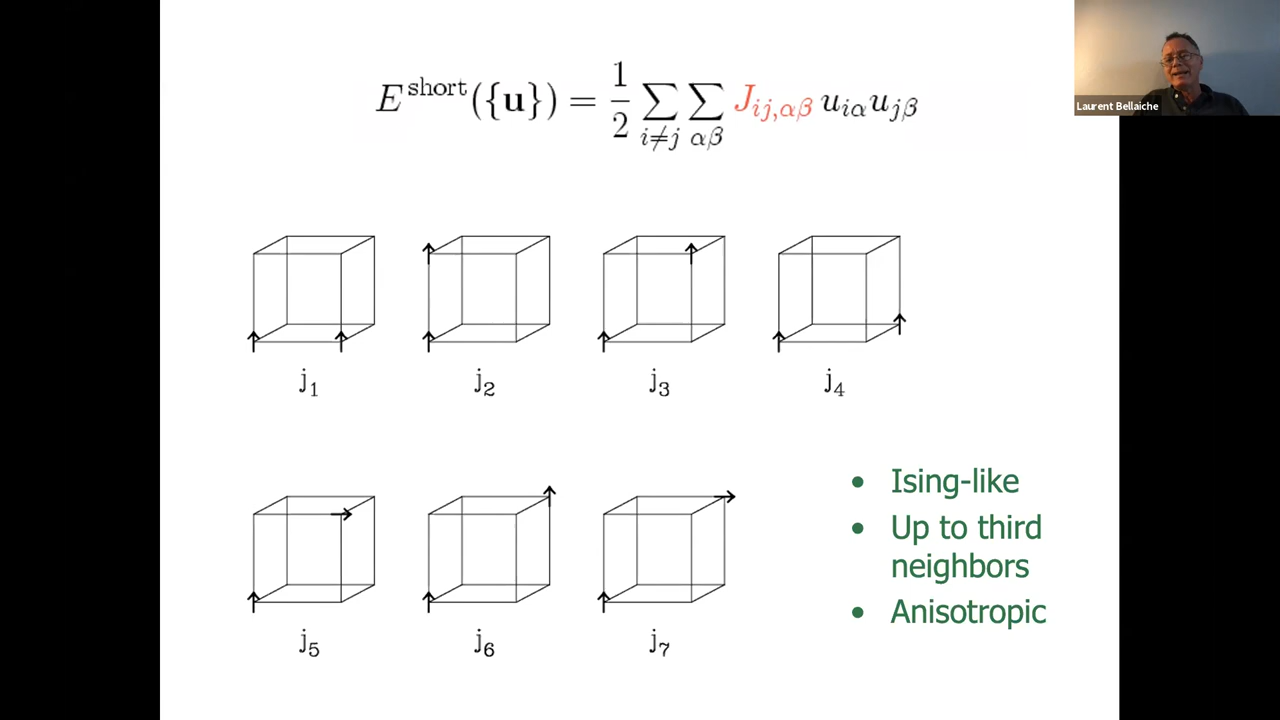 E^short({u}) = 1/2 ∑_{i≠j} ∑_{αβ} J_{ij,αβ} u_{iα}u_{jβ}
Laurent Bellaiche
j₁ j₂ j₃ j₄
j₅ j₆ j₇
• Ising-like
• Up to third
neighbors
• Anisotropic